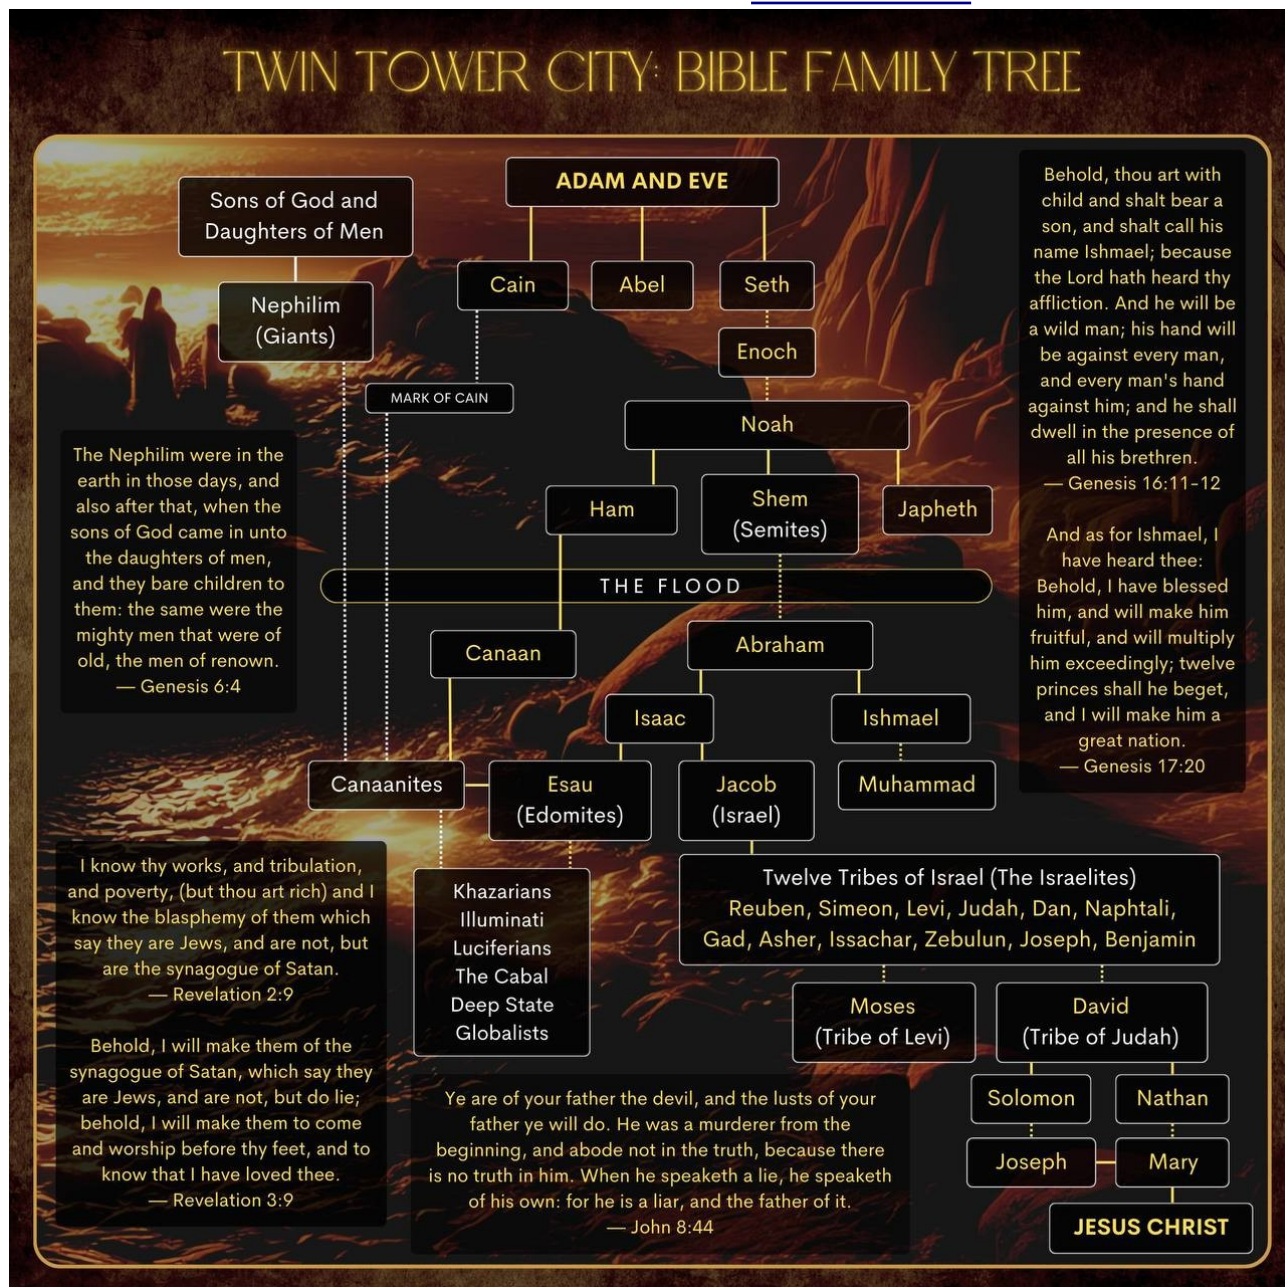 TWIN TOWER CITY: BIBLE FAMILY TREE
ADAM AND EVE
Sons of God and
Daughters of Men
Cain
Abel
Seth
Nephilim
(Giants)
Enoch
MARK OF CAIN
Noah
Ham
Shem
(Semites)
Japheth
THE FLOOD
Canaan
Abraham
Isaac
Ishmael
Canaanites
Esau
(Edomites)
Jacob
(Israel)
Muhammad
Khazarians
Illuminati
Luciferians
The Cabal
Deep State
Globalists
Twelve Tribes of Israel (The Israelites)
Reuben, Simeon, Levi, Judah, Dan, Naphtali,
Gad, Asher, Issachar, Zebulun, Joseph, Benjamin
Moses
(Tribe of Levi)
David
(Tribe of Judah)
Solomon
Nathan
Joseph
Mary
JESUS CHRIST
Behold, thou art with
child and shalt bear a
son, and shalt call his
name Ishmael; because
the Lord hath heard thy
affliction. And he will be
a wild man; his hand will
be against every man,
and every man's hand
against him; and he shall
dwell in the presence of
all his brethren.
— Genesis 16:11-12
And as for Ishmael, I
have heard thee:
Behold, I have blessed
him, and will make him
fruitful, and will multiply
him exceedingly; twelve
princes shall he beget,
and I will make him a
great nation.
— Genesis 17:20
The Nephilim were in the
earth in those days, and
also after that, when the
sons of God came in unto
the daughters of men,
and they bare children to
them: the same were the
mighty men that were of
old, the men of renown.
— Genesis 6:4
I know thy works, and tribulation,
and poverty, (but thou art rich) and I
know the blasphemy of them which
say they are Jews, and are not, but
are the synagogue of Satan.
— Revelation 2:9
Behold, I will make them of the
synagogue of Satan, which say they
are Jews, and are not, but do lie;
behold, I will make them to come
and worship before thy feet, and to
know that I have loved thee.
— Revelation 3:9
Ye are of your father the devil, and the lusts of your
father ye will do. He was a murderer from the
beginning, and abode not in the truth, because there
is no truth in him. When he speaketh a lie, he speaketh
of his own: for he is a liar, and the father of it.
— John 8:44